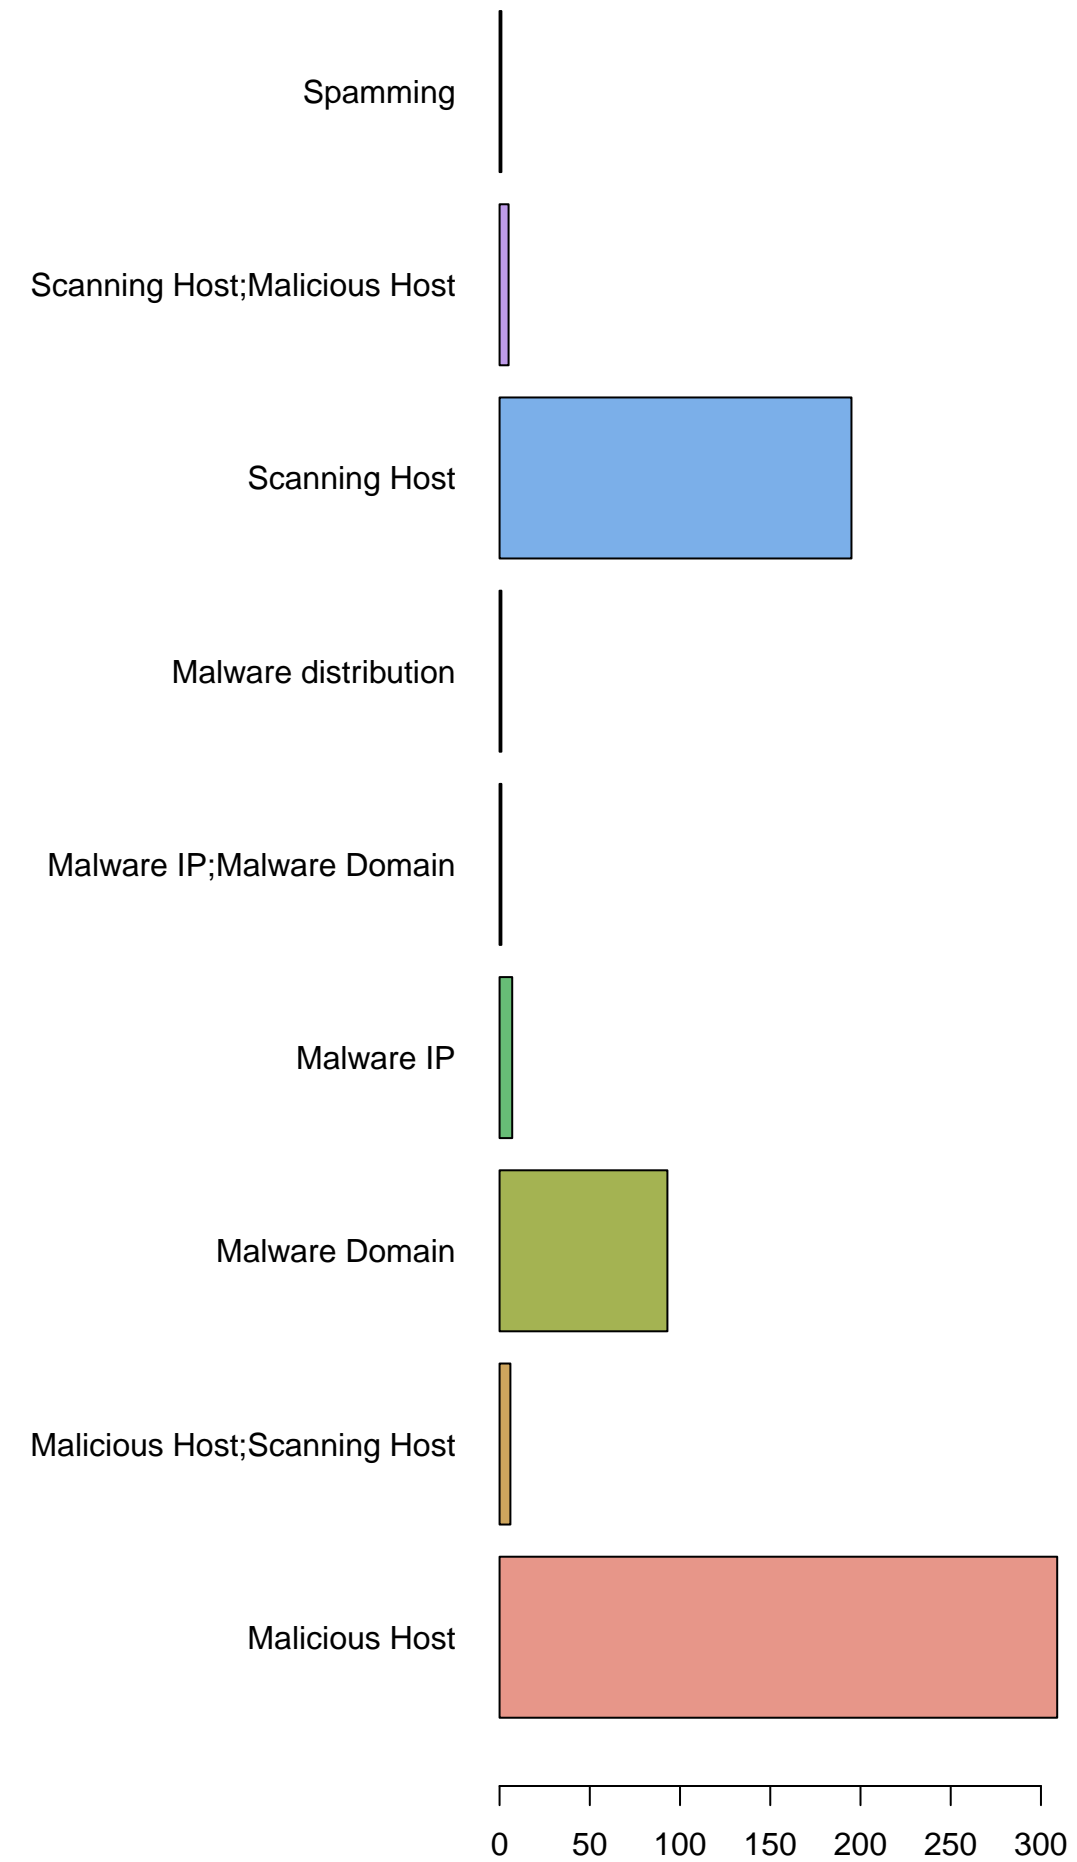 Spamming
Scanning Host;Malicious Host
Scanning Host
Malware distribution
Malware IP;Malware Domain
Malware IP
Malware Domain
Malicious Host;Scanning Host
Malicious Host
0 50 100 150 200 250 300